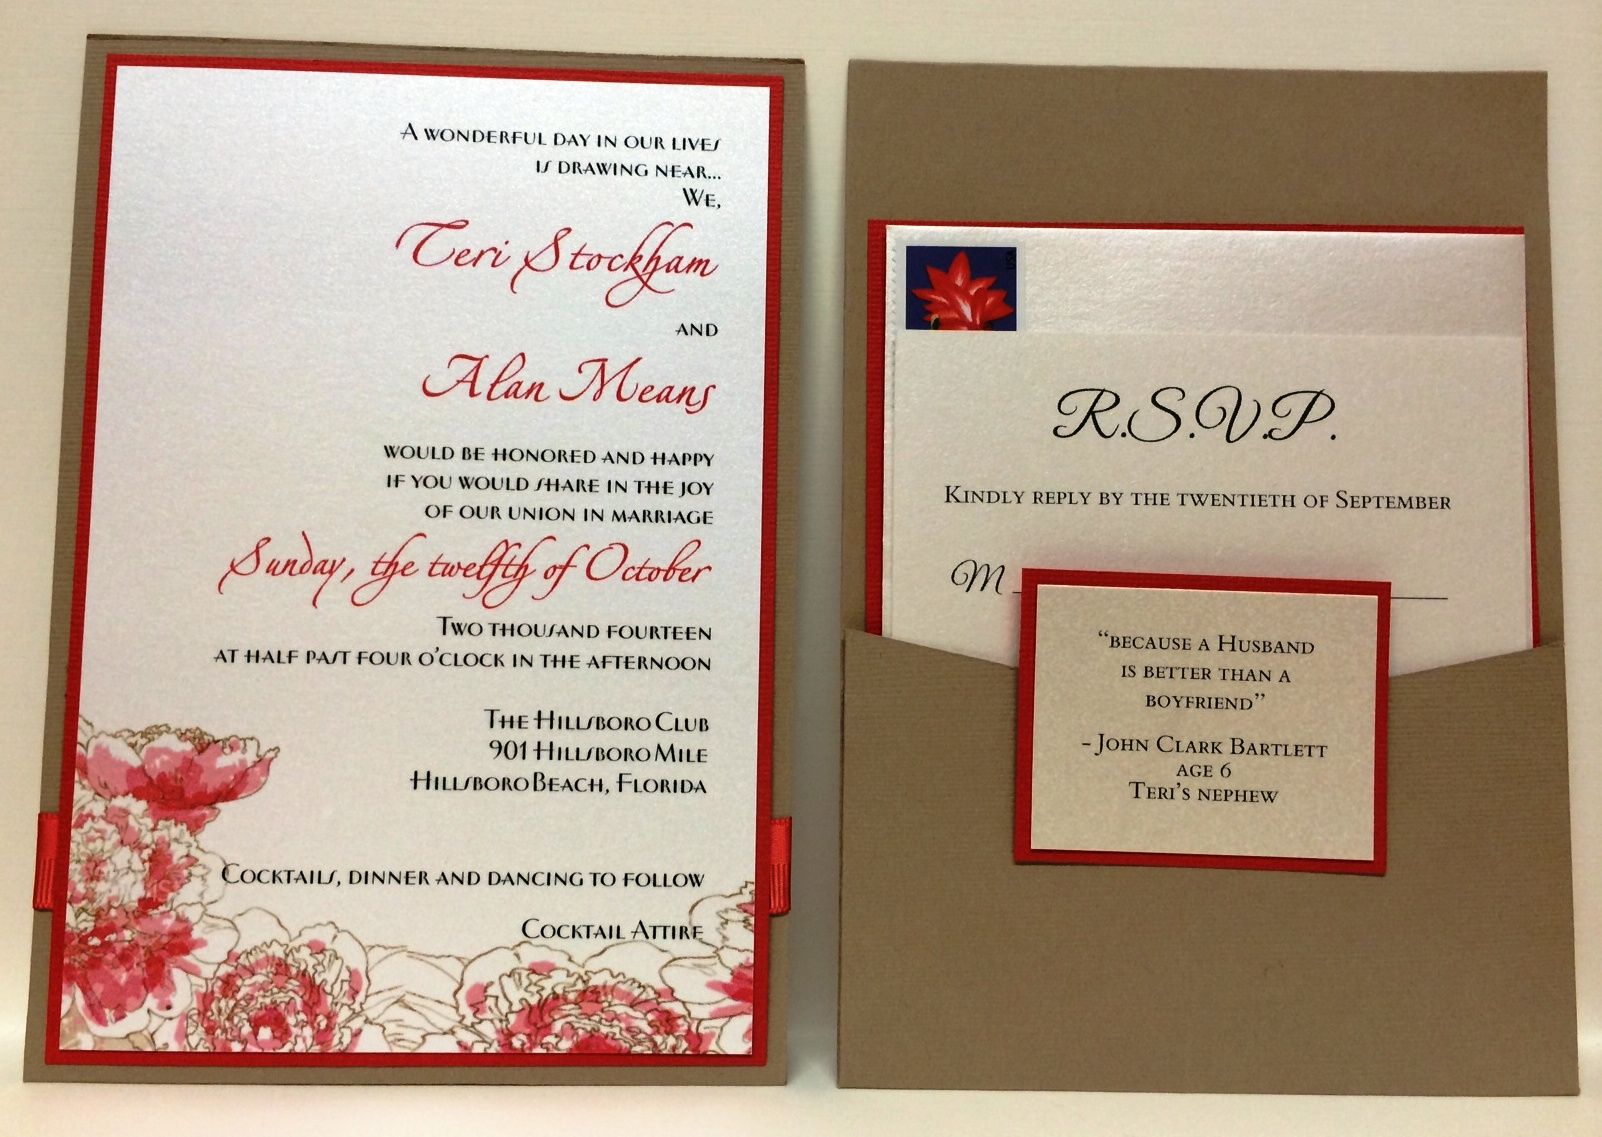 A wonderful day in our lives
is drawing near...
We,
Teri Stockham
and
Alan Means
would be honored and happy
if you would share in the joy
of our union in marriage
Sunday, the twelfth of October
Two thousand fourteen
at half past four o'clock in the afternoon
The Hillsboro Club
901 Hillsboro Mile
Hillsboro Beach, Florida
Cocktails, dinner and dancing to follow
Cocktail Attire
USA
R.S.V.P.
Kindly reply by the twentieth of September
M
"because a Husband
is better than a
boyfriend"
- John Clark Bartlett
age 6
Teri's nephew